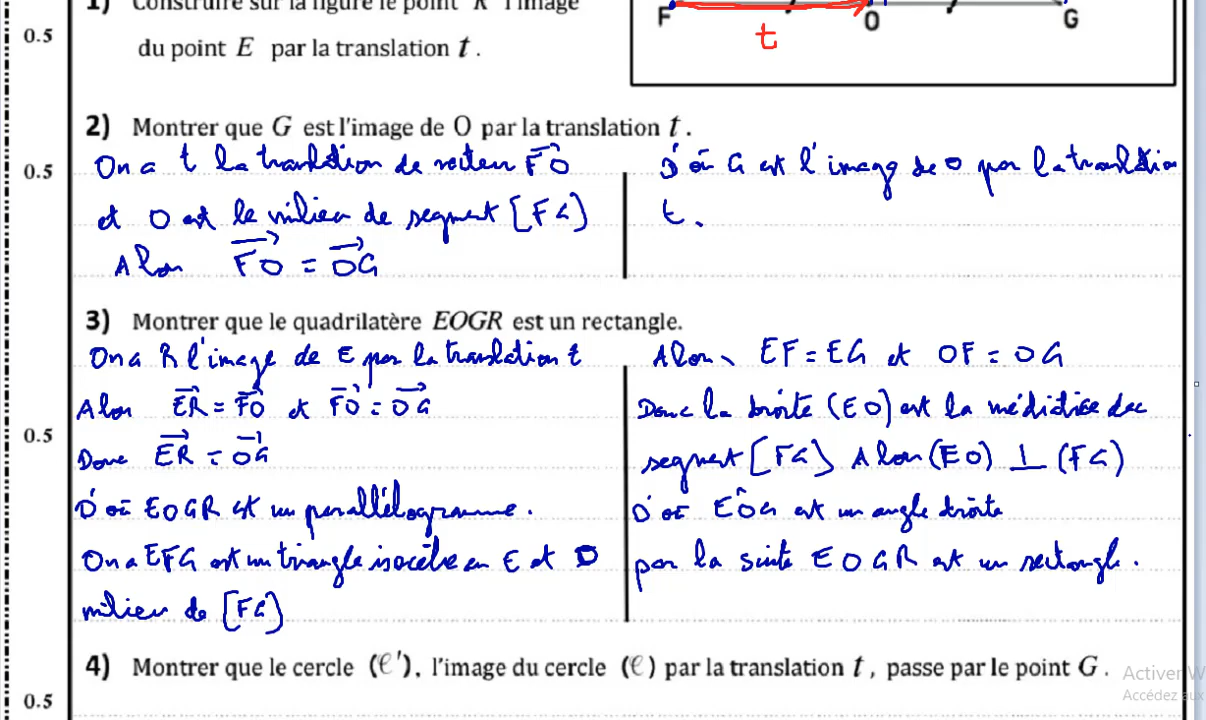 1) Construire sur la figure le point R l'image
0.5
du point E par la translation t .
F O G
t
2) Montrer que G est l'image de O par la translation t .
0.5
On a t la translation de vecteur FO
et O est le milieu de segment [FG]
Alors FO = OG
D'où G est l'image de O par la translation
t.
3) Montrer que le quadrilatère EOGR est un rectangle.
0.5
On a R l'image de E par la translation t
Alors ER = FO et FO = OG
Donc ER = OG
D'où EOGR est un parallélogramme.
On a EFG est un triangle isocèle en E et O
milieu de [FG]
Alors EF = EG et OF = OG
Donc la droite (EO) est la médiatrice de
segment [FG] Alors (EO) ⊥ (FG)
D'où EÔG est un angle droite
par la suite EOGR est un rectangle.
4) Montrer que le cercle (C'), l'image du cercle (C) par la translation t , passe par le point G .
0.5
Activer W
Accédez aux